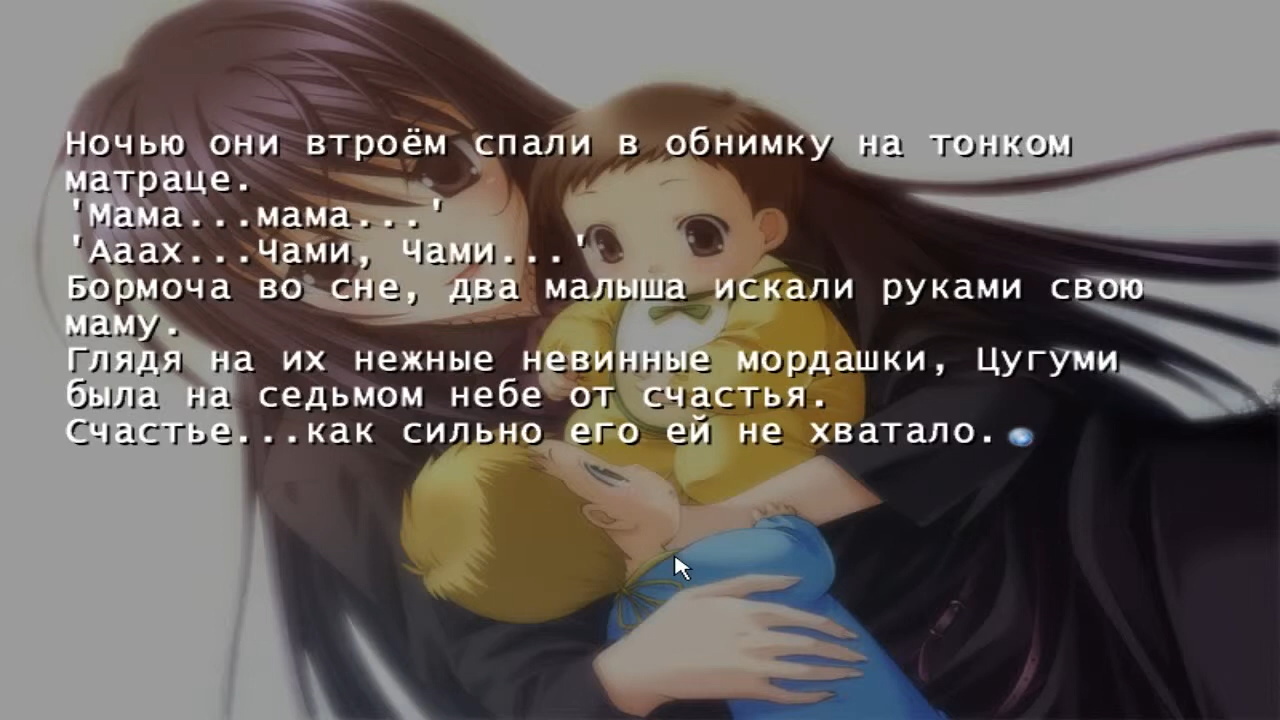 Ночью они втроём спали в обнимку на тонком
матраце.
'Мама...мама...'
'Ааах...Чами, Чами...'
Бормоча во сне, два малыша искали руками свою
маму.
Глядя на их нежные невинные мордашки, Цугуми
была на седьмом небе от счастья.
Счастье...как сильно его ей не хватало.